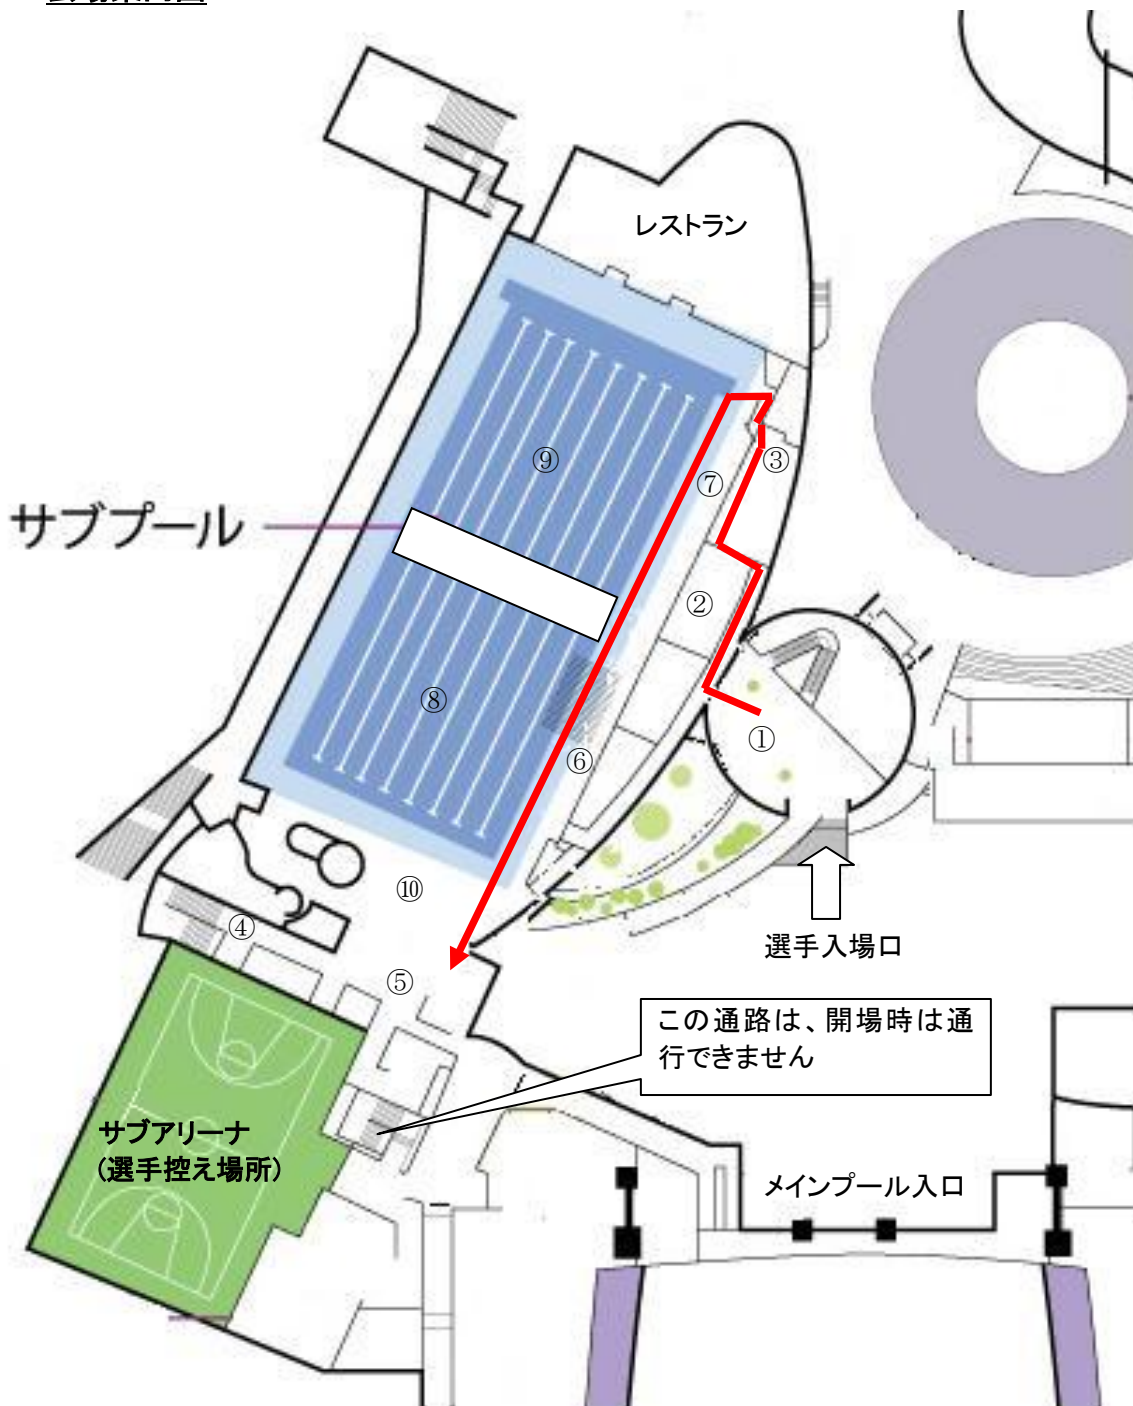 レストラン
⑨
③
⑦
サブプール
②
⑧
①
⑥
⑩
④
選手入場口
⑤
この通路は、開場時は通
行できません
サブアリーナ
(選手控え場所)
メインプール入口